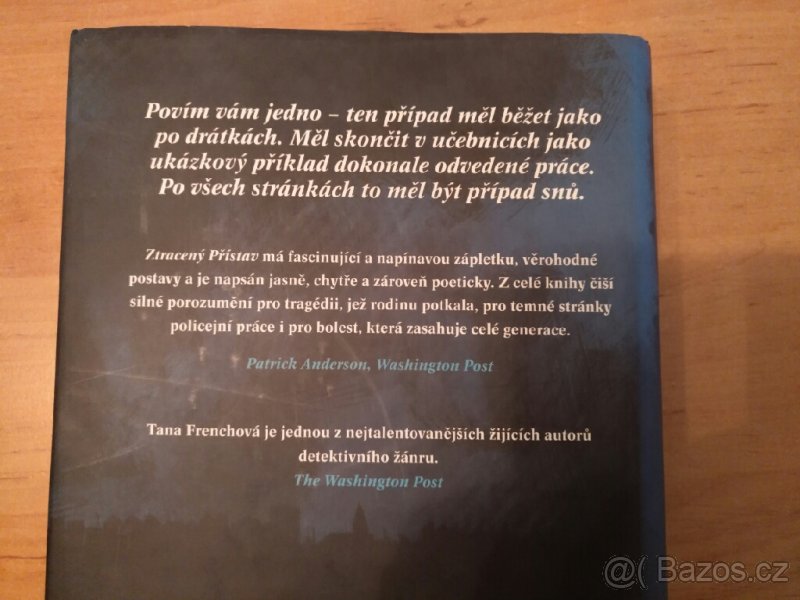 Povím vám jedno – ten případ měl běžet jako
po drátkách. Měl skončit v učebnicích jako
ukázkový příklad dokonale odvedené práce.
Po všech stránkách to měl být případ snů.
Ztracený Přístav má fascinující a napínavou zápletku, věrohodné
postavy a je napsán jasně, chytře a zároveň poeticky. Z celé knihy čiší
silné porozumění pro tragédii, jež rodinu potkala, pro temné stránky
policejní práce i pro bolest, která zasahuje celé generace.
Patrick Anderson, Washington Post
Tana Frenchová je jednou z nejtalentovanějších žijících autorů
detektivního žánru.
The Washington Post
@( Bazos.cz